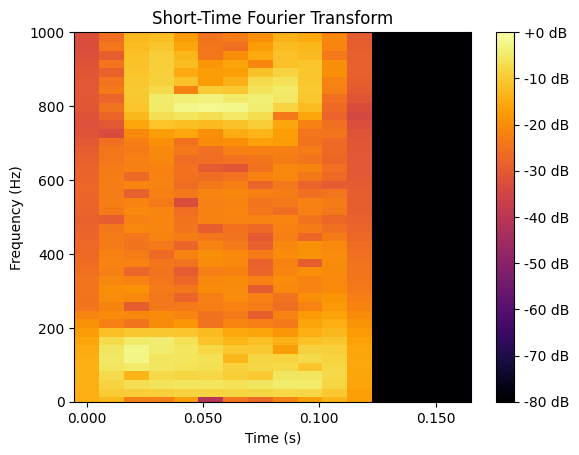 Short-Time Fourier Transform
1000
800
600
400
200
0
Frequency (Hz)
0.000
0.050
0.100
0.150
Time (s)
+0 dB
-10 dB
-20 dB
-30 dB
-40 dB
-50 dB
-60 dB
-70 dB
-80 dB